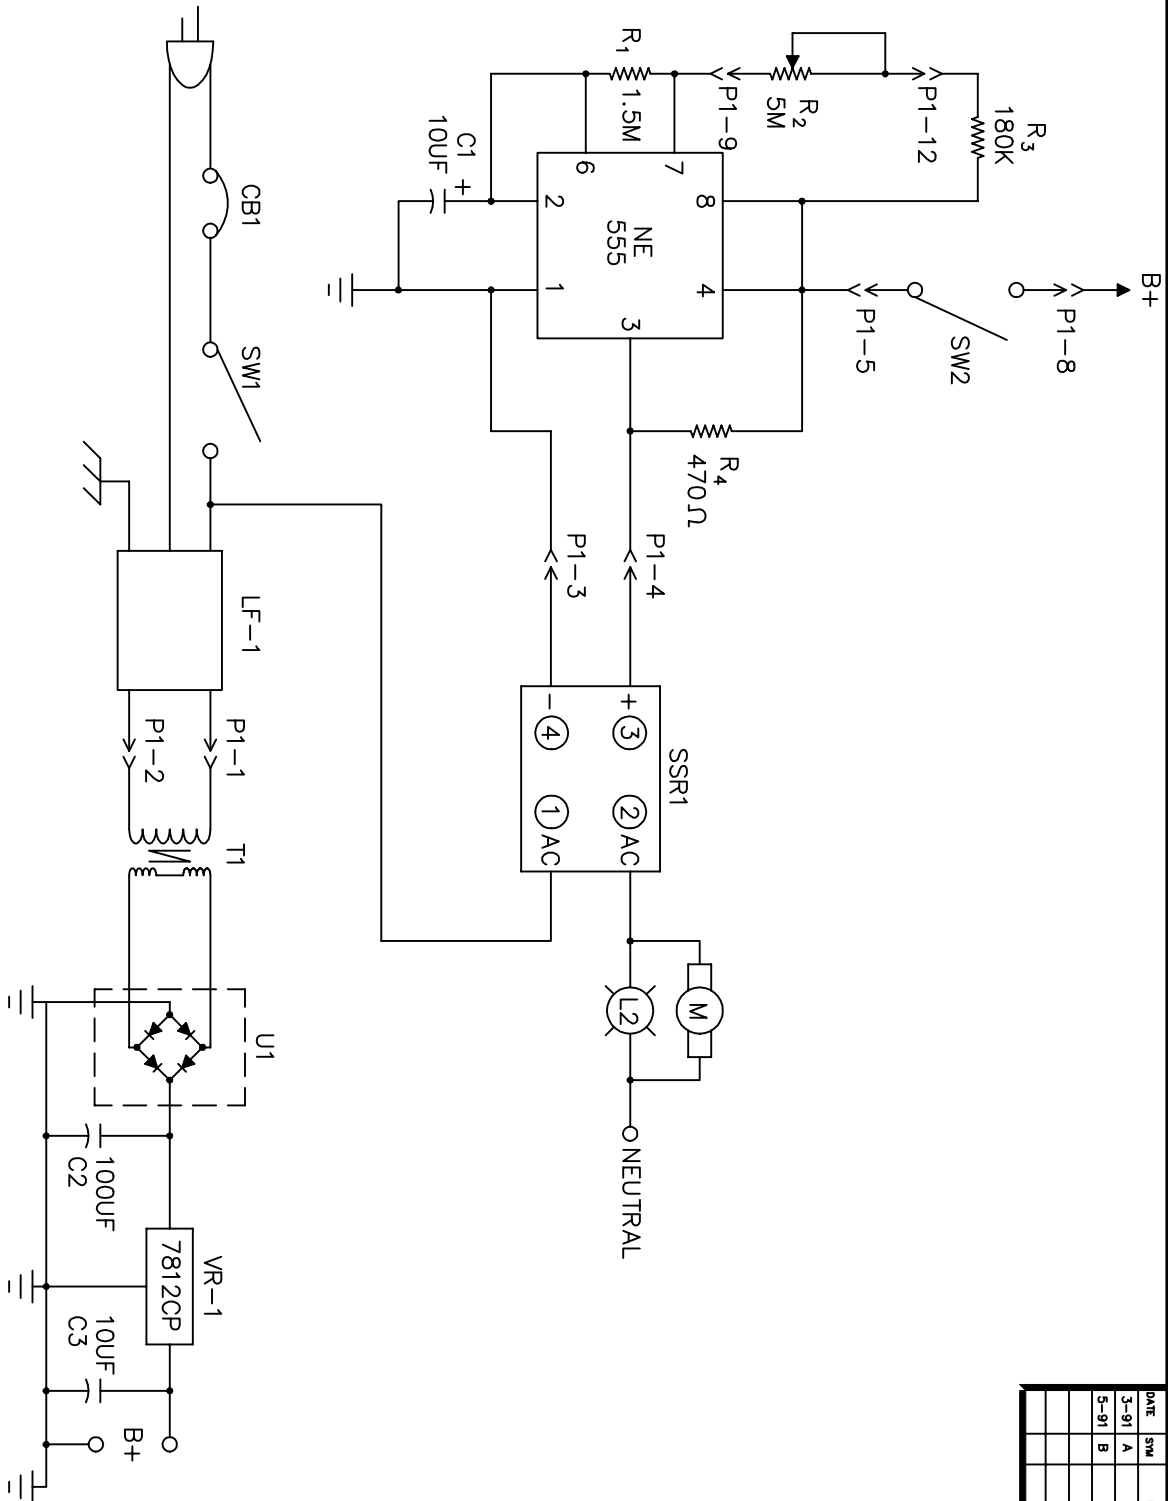 B+
P1-8
SW2
P1-5
R3
180K
P1-12
R2
5M
P1-9
R1
1.5M
C1
10UF
+
NE
555
6
7
2
8
1
4
3
R4
470Ω
P1-4
P1-3
SSR1
+
3
2
AC
-
4
1
AC
M
L2
NEUTRAL
CB1
SW1
LF-1
P1-1
P1-2
T1
U1
100UF
C2
VR-1
7812CP
10UF
C3
B+
DATE SYM
3-91 A
5-91 B